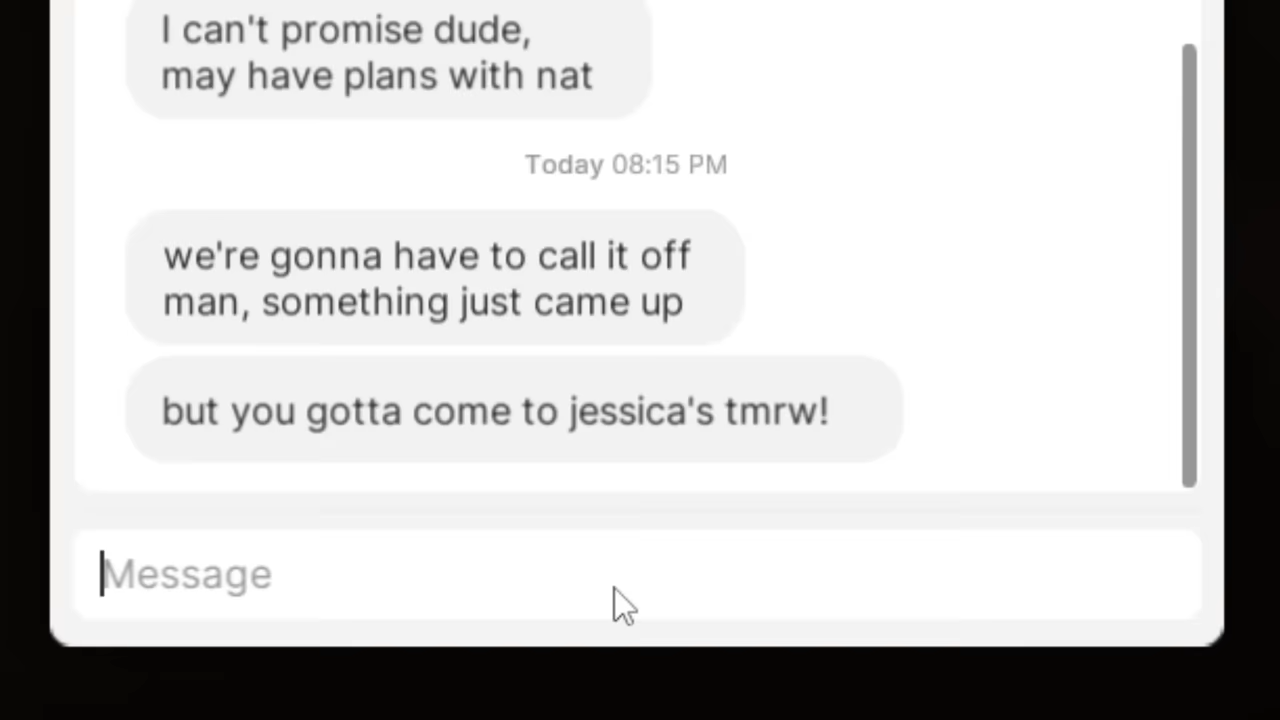 I can't promise dude,
may have plans with nat
Today 08:15 PM
we're gonna have to call it off
man, something just came up
but you gotta come to jessica's tmrw!
Message